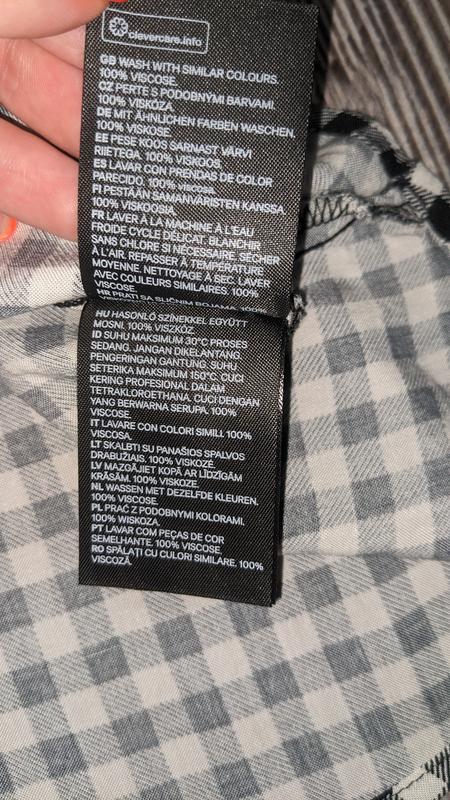 clevercare.info
GB WASH WITH SIMILAR COLOURS.
100% VISCOSE.
CZ PERTE S PODOBNÝMI BARVAMI.
100% VISKÓZA.
DE MIT ÄHNLICHEN FARBEN WASCHEN.
100% VISKOSE.
EE PESE KOOS SARNAST VÄRVI
RIIETEGA. 100% VISKOOS.
ES LAVAR CON PRENDAS DE COLOR
PARECIDO. 100% VISCOSA.
FI PESTÄÄN SAMANVÄRISTEN KANSSA.
100% VISKOOSIA.
FR LAVER À LA MACHINE À L'EAU
FROIDE CYCLE DÉLICAT. BLANCHIR
SANS CHLORE SI NÉCESSAIRE. SÉCHER
À L'AIR. REPASSER À TEMPÉRATURE
MOYENNE. NETTOYAGE À SEC. LAVER
AVEC COULEURS SIMILAIRES. 100%
VISCOSE.
HR PRATI SA SLIČNIM BOJAMA. 100%
HU HASONLÓ SZÍNEKKEL EGYÜTT
MOSNI. 100% VISZKÓZ.
ID SUHU MAKSIMUM 30°C PROSES
SEDANG. JANGAN DIKELANTANG.
PENGERINGAN GANTUNG. SUHU
SETERIKA MAKSIMUM 150°C. CUCI
KERING PROFESIONAL DALAM
TETRAKLOROETHANA. CUCI DENGAN
YANG BERWARNA SERUPA. 100%
VISCOSE.
IT LAVARE CON COLORI SIMILI. 100%
VISCOSA.
LT SKALBTI SU PANAŠIOS SPALVOS
DRABUŽIAIS. 100% VISKOZĖ.
LV MAZGĀJIET KOPĀ AR LĪDZĪGĀM
KRĀSĀM. 100% VISKOZE.
NL WASSEN MET DEZELFDE KLEUREN.
100% VISCOSE.
PL PRAĆ Z PODOBNYMI KOLORAMI.
100% WISKOZA.
PT LAVAR COM PEÇAS DE COR
SEMELHANTE. 100% VISCOSE.
RO SPĂLAȚI CU CULORI SIMILARE. 100%
VISCOZĂ.